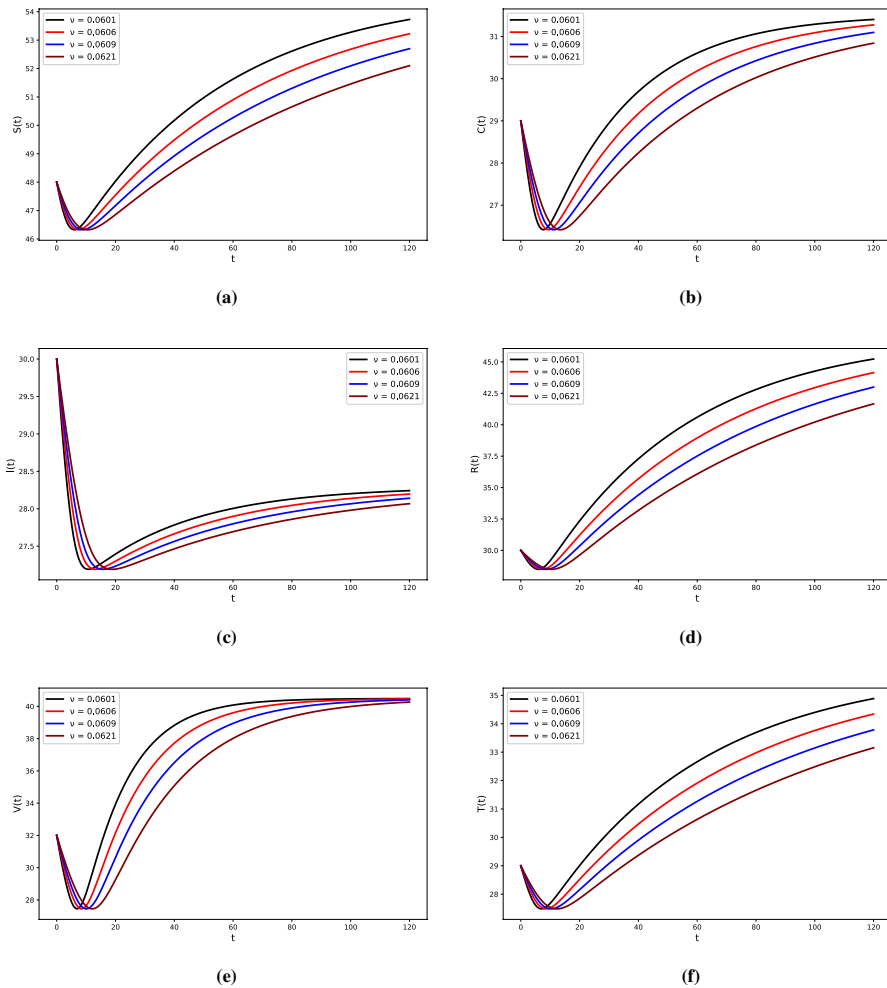 ν = 0.0601
ν = 0.0606
ν = 0.0609
ν = 0.0621
54
53
52
51
50
49
48
47
46
S(t)
0 20 40 60 80 100 120
t
(a)
ν = 0.0601
ν = 0.0606
ν = 0.0609
ν = 0.0621
31
30
29
28
27
C(t)
0 20 40 60 80 100 120
t
(b)
ν = 0.0601
ν = 0.0606
ν = 0.0609
ν = 0.0621
30.0
29.5
29.0
28.5
28.0
27.5
I(t)
0 20 40 60 80 100 120
t
(c)
ν = 0.0601
ν = 0.0606
ν = 0.0609
ν = 0.0621
45.0
42.5
40.0
37.5
35.0
32.5
30.0
R(t)
0 20 40 60 80 100 120
t
(d)
ν = 0.0601
ν = 0.0606
ν = 0.0609
ν = 0.0621
40
38
36
34
32
30
28
V(t)
0 20 40 60 80 100 120
t
(e)
ν = 0.0601
ν = 0.0606
ν = 0.0609
ν = 0.0621
35
34
33
32
31
30
29
28
T(t)
0 20 40 60 80 100 120
t
(f)